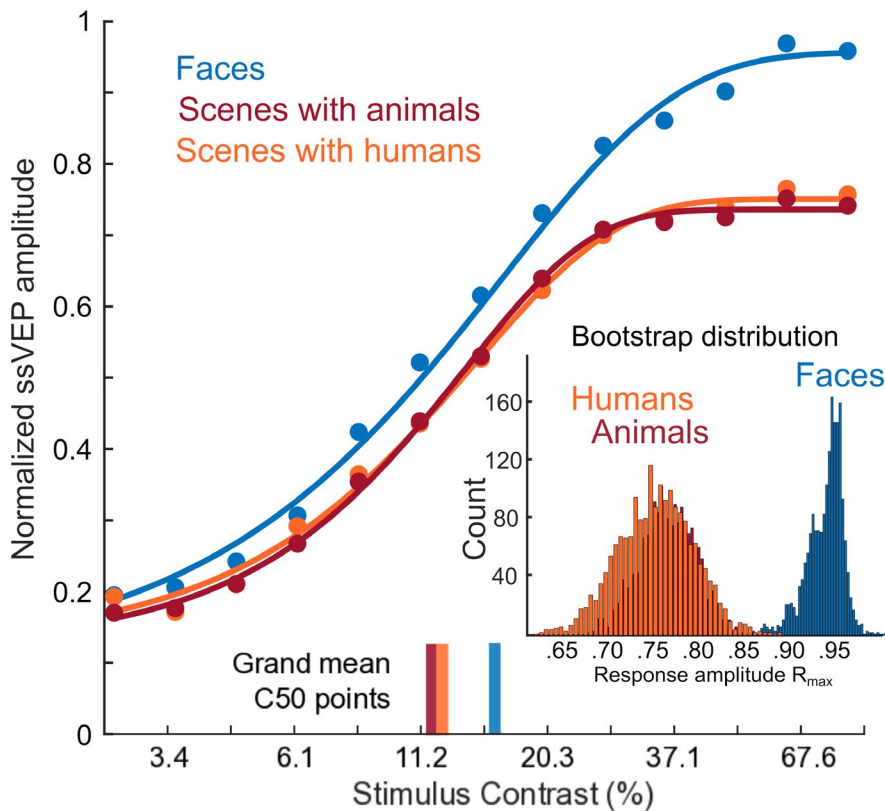 Normalized ssVEP amplitude
1
0.8
0.6
0.4
0.2
0
Faces
Scenes with animals
Scenes with humans
Grand mean
C50 points
3.4 6.1 11.2 20.3 37.1 67.6
Stimulus Contrast (%)
Bootstrap distribution
Faces
Humans
Animals
Count
160
120
80
40
.65 .70 .75 .80 .85 .90 .95
Response amplitude Rmax